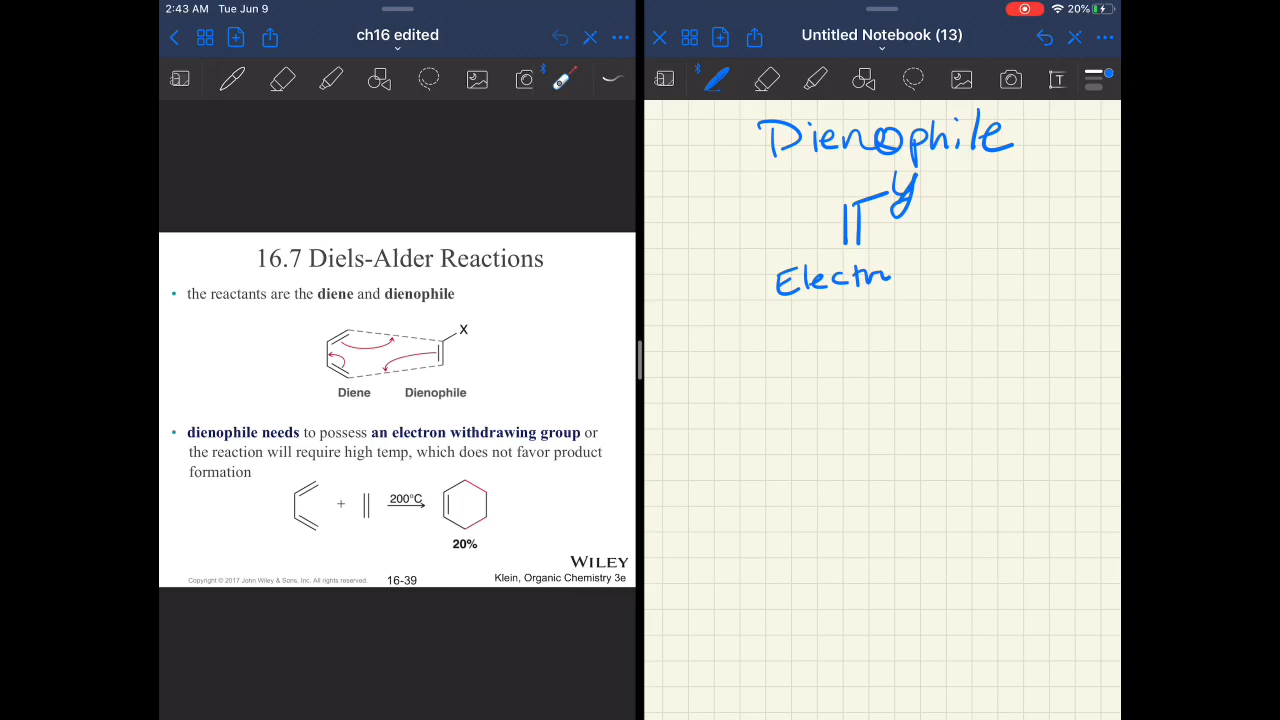 2:43 AM Tue Jun 9
20%
ch16 edited
Untitled Notebook (13)
16.7 Diels-Alder Reactions
• the reactants are the diene and dienophile
X
Diene Dienophile
• dienophile needs to possess an electron withdrawing group or
the reaction will require high temp, which does not favor product
formation
+ 200°C
20%
WILEY
Copyright © 2017 John Wiley & Sons, Inc. All rights reserved. 16-39 Klein, Organic Chemistry 3e
Dienophile
y
Electr